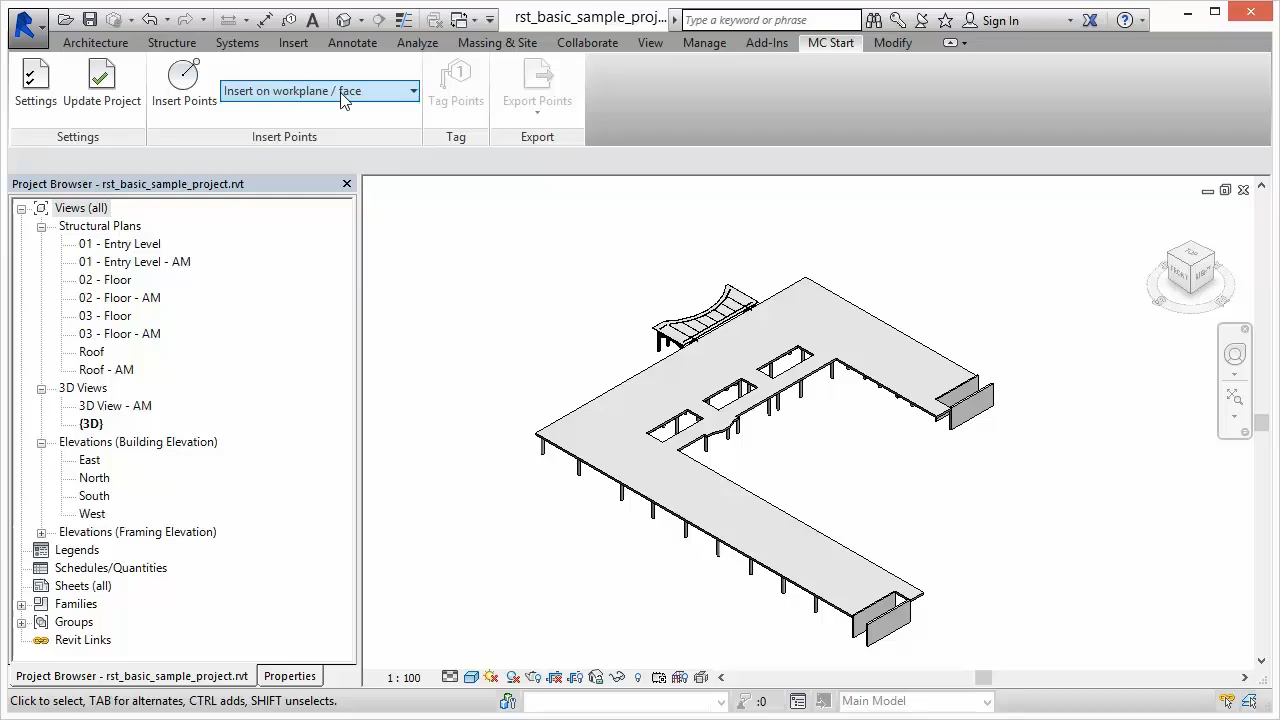 rst_basic_sample_proj...
Type a keyword or phrase
Sign In
Architecture
Structure
Systems
Insert
Annotate
Analyze
Massing & Site
Collaborate
View
Manage
Add-Ins
MC Start
Modify
Settings
Update Project
Insert Points
Insert on workplane / face
Tag Points
Export Points
Settings
Insert Points
Tag
Export
Project Browser - rst_basic_sample_project.rvt
Views (all)
Structural Plans
01 - Entry Level
01 - Entry Level - AM
02 - Floor
02 - Floor - AM
03 - Floor
03 - Floor - AM
Roof
Roof - AM
3D Views
3D View - AM
{3D}
Elevations (Building Elevation)
East
North
South
West
Elevations (Framing Elevation)
Legends
Schedules/Quantities
Sheets (all)
Families
Groups
Revit Links
TOP
FRONT
Project Browser - rst_basic_sample_project.rvt
Properties
1 : 100
Click to select, TAB for alternates, CTRL adds, SHIFT unselects.
:0
Main Model